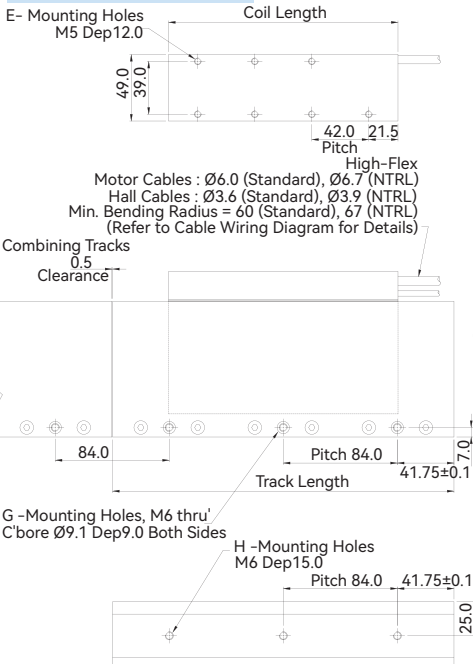 E- Mounting Holes
M5 Dep12.0
Coil Length
49.0
39.0
42.0
21.5
Pitch
High-Flex
Motor Cables : Ø6.0 (Standard), Ø6.7 (NTRL)
Hall Cables : Ø3.6 (Standard), Ø3.9 (NTRL)
Min. Bending Radius = 60 (Standard), 67 (NTRL)
(Refer to Cable Wiring Diagram for Details)
Combining Tracks
0.5
Clearance
84.0
Pitch 84.0
7.0
41.75±0.1
Track Length
G -Mounting Holes, M6 thru'
C'bore Ø9.1 Dep9.0 Both Sides
H -Mounting Holes
M6 Dep15.0
Pitch 84.0
41.75±0.1
25.0